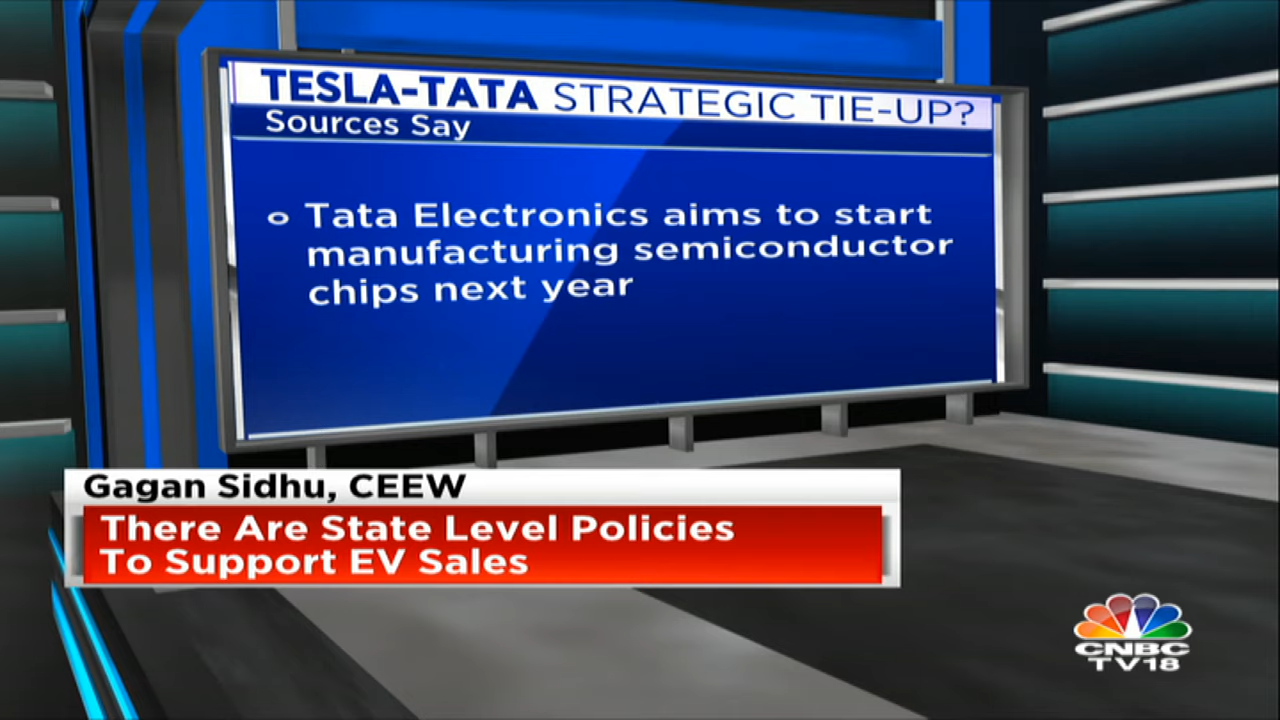 TESLA-TATA STRATEGIC TIE-UP?
Sources Say
Tata Electronics aims to start
manufacturing semiconductor
chips next year
Gagan Sidhu, CEEW
There Are State Level Policies
To Support EV Sales
CNBC
TV18